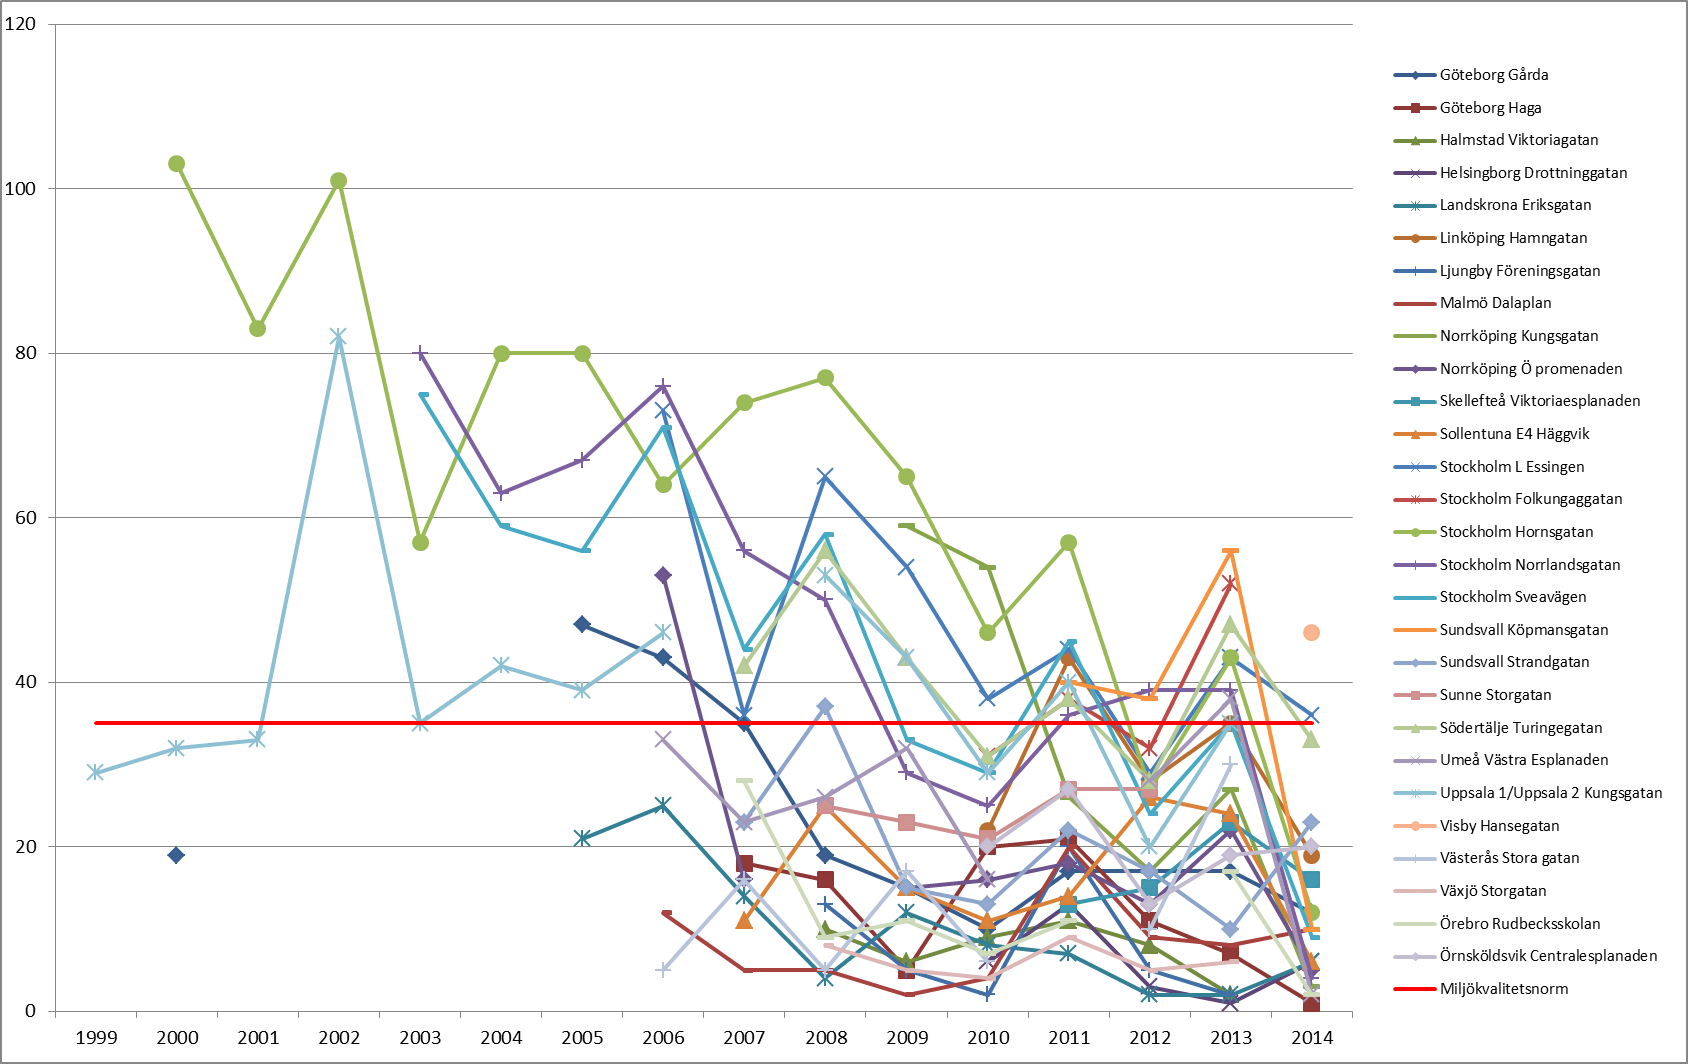 120
100
80
60
40
20
0
1999 2000 2001 2002 2003 2004 2005 2006 2007 2008 2009 2010 2011 2012 2013 2014
Göteborg Gårda
Göteborg Haga
Halmstad Viktoriagatan
Helsingborg Drottninggatan
Landskrona Eriksgatan
Linköping Hamngatan
Ljungby Föreningsgatan
Malmö Dalaplan
Norrköping Kungsgatan
Norrköping Ö promenaden
Skellefteå Viktoriaesplanaden
Sollentuna E4 Häggvik
Stockholm L Essingen
Stockholm Folkungaggatan
Stockholm Hornsgatan
Stockholm Norrlandsgatan
Stockholm Sveavägen
Sundsvall Köpmansgatan
Sundsvall Strandgatan
Sunne Storgatan
Södertälje Turingegatan
Umeå Västra Esplanaden
Uppsala 1/Uppsala 2 Kungsgatan
Visby Hansegatan
Västerås Stora gatan
Växjö Storgatan
Örebro Rudbecksskolan
Örnsköldsvik Centralesplanaden
Miljökvalitetsnorm